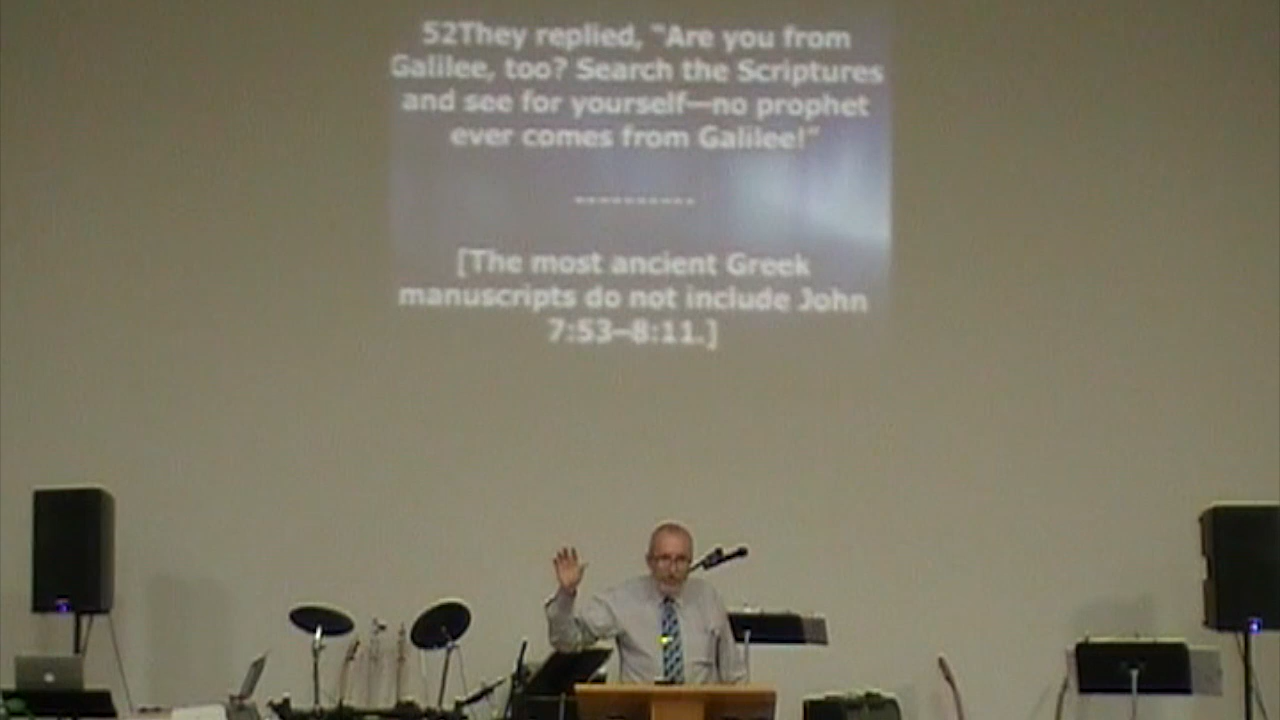 52They replied, "Are you from
Galilee, too? Search the Scriptures
and see for yourself—no prophet
ever comes from Galilee!"
----------
[The most ancient Greek
manuscripts do not include John
7:53–8:11.]